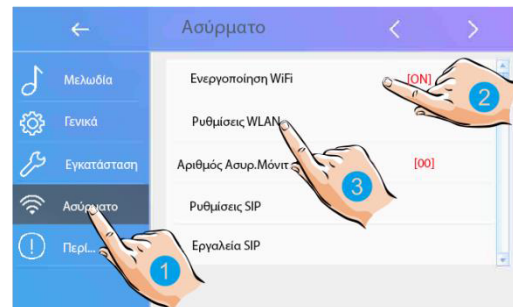 Ασύρματο
Μελωδία
Γενικά
Εγκατάσταση
Ασύρματο
Περί...
Ενεργοποίηση WiFi [ON]
Ρυθμίσεις WLAN
Αριθμός Ασυρ.Μόνιτ [00]
Ρυθμίσεις SIP
Εργαλεία SIP
1
2
3